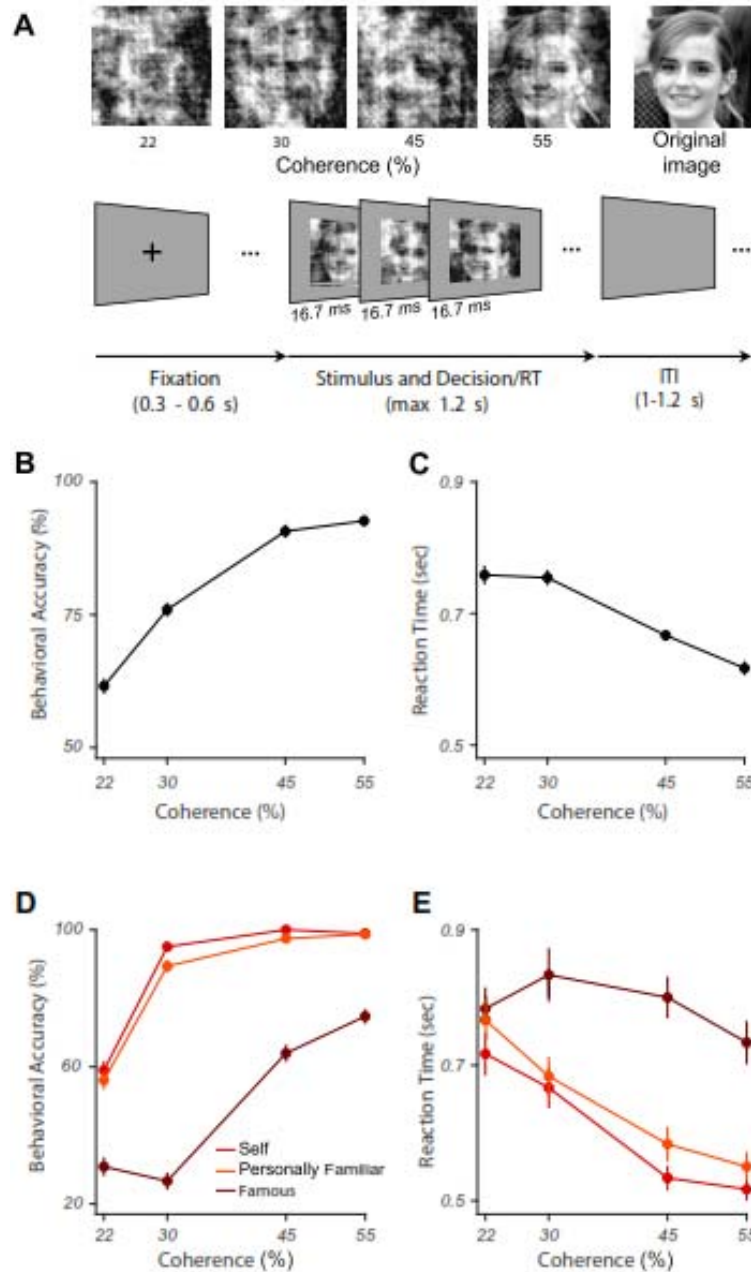 A
22 30 45 55 Original
Coherence (%) image
+
... ... ...
16.7 ms 16.7 ms 16.7 ms
Fixation Stimulus and Decision/RT ITI
(0.3 - 0.6 s) (max 1.2 s) (1-1.2 s)
B
100
75
50
Behavioral Accuracy (%)
22 30 45 55
Coherence (%)
C
0.9
0.7
0.5
Reaction Time (sec)
22 30 45 55
Coherence (%)
D
100
60
20
Behavioral Accuracy (%)
Self
Personally Familiar
Famous
22 30 45 55
Coherence (%)
E
0.9
0.7
0.5
Reaction Time (sec)
22 30 45 55
Coherence (%)